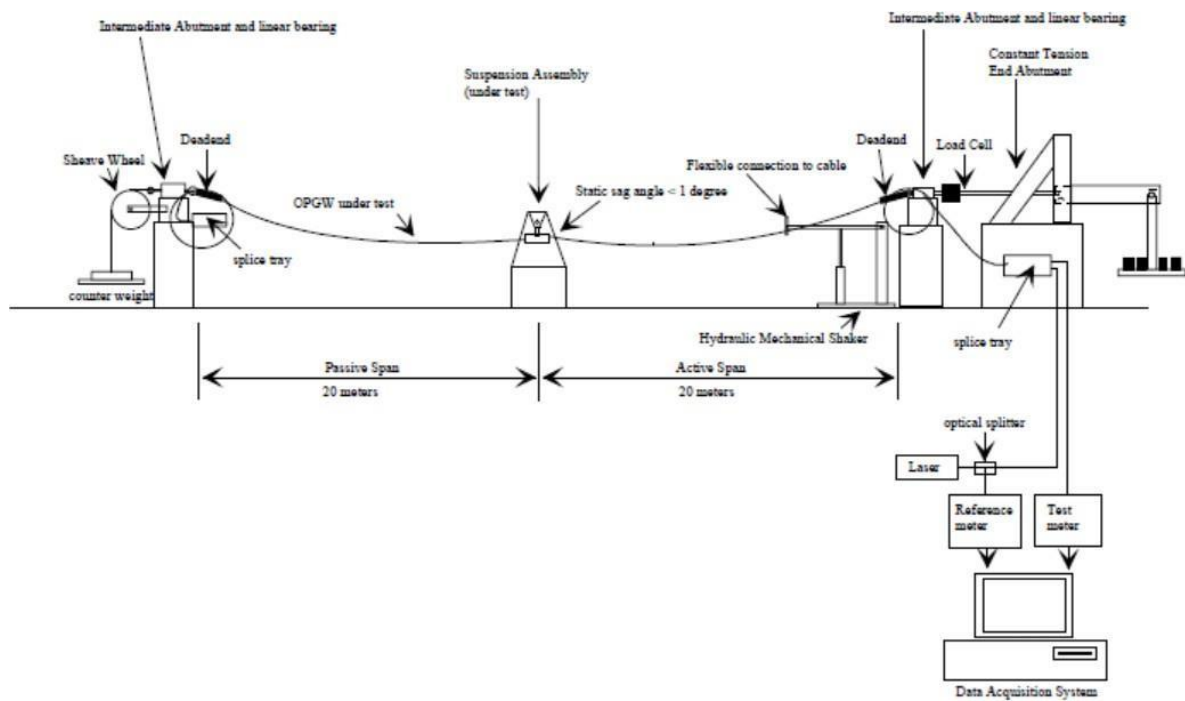 Intermediate Abutment and linear bearing
Intermediate Abutment and linear bearing
Constant Tension
End Abutment
Suspension Assembly
(under test)
Deadend
Sheave Wheel
Deadend
Load Cell
Flexible connection to cable
Static sag angle < 1 degree
OPGW under test
splice tray
counter weight
Hydraulic Mechanical Shaker
splice tray
Passive Span
20 meters
Active Span
20 meters
optical splitter
Laser
Reference
meter
Test
meter
Data Acquisition System